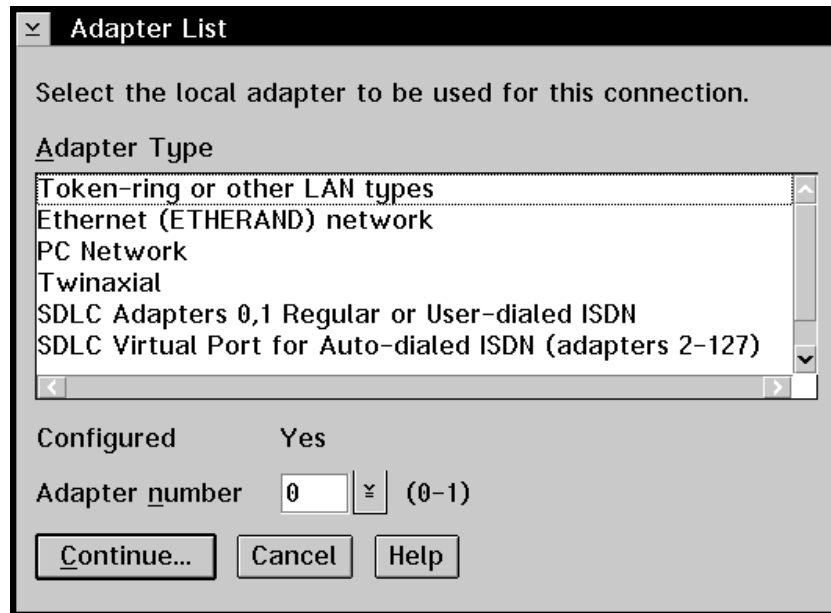 Adapter List
Select the local adapter to be used for this connection.
Adapter Type
Token-ring or other LAN types
Ethernet (ETHERAND) network
PC Network
Twinaxial
SDLC Adapters 0,1 Regular or User-dialed ISDN
SDLC Virtual Port for Auto-dialed ISDN (adapters 2-127)
Configured Yes
Adapter number 0 (0-1)
Continue... Cancel Help